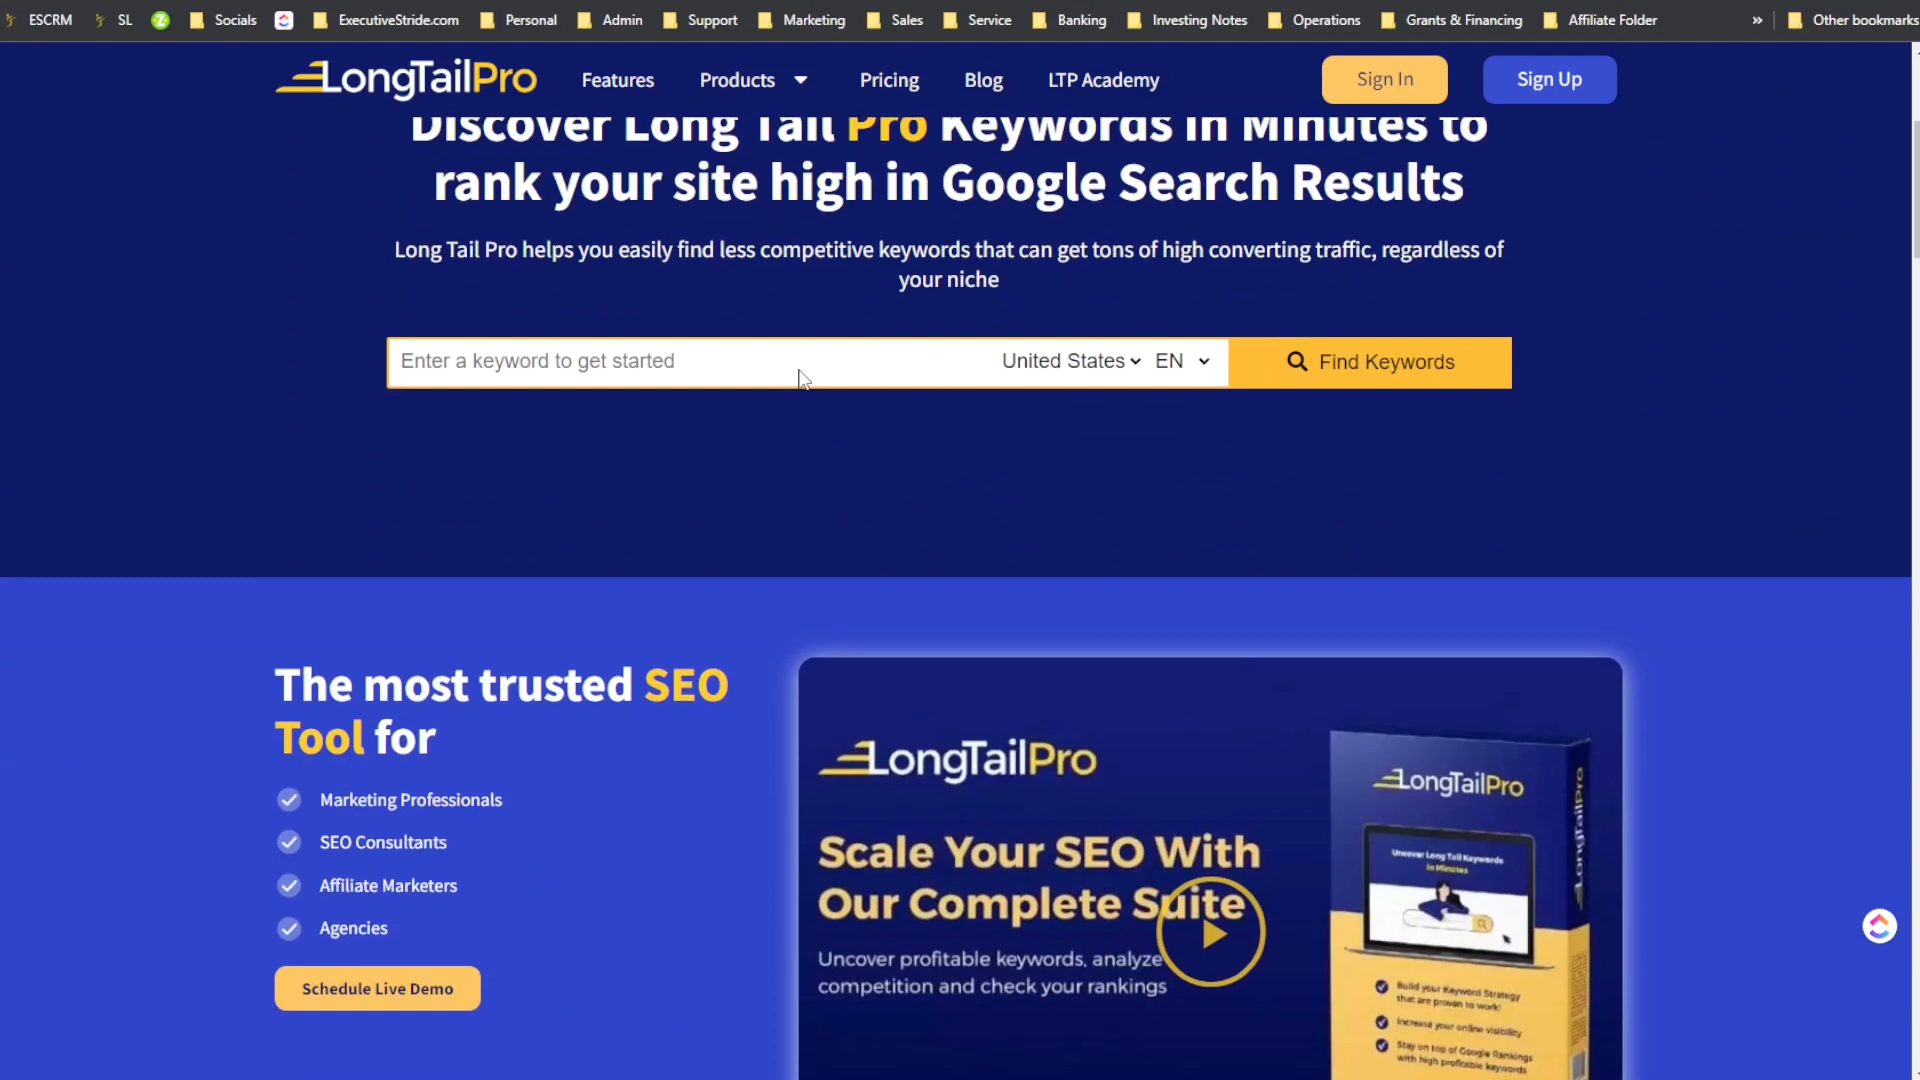 ESCRM SL Socials ExecutiveStride.com Personal Admin Support Marketing Sales Service Banking Investing Notes Operations Grants & Financing Affiliate Folder » Other bookmarks
LongTailPro Features Products Pricing Blog LTP Academy Sign In Sign Up
Discover Long Tail Pro Keywords in Minutes to
rank your site high in Google Search Results
Long Tail Pro helps you easily find less competitive keywords that can get tons of high converting traffic, regardless of
your niche
Enter a keyword to get started United States EN Find Keywords
The most trusted SEO
Tool for
Marketing Professionals
SEO Consultants
Affiliate Marketers
Agencies
Schedule Live Demo
LongTailPro
Scale Your SEO With
Our Complete Suite
Uncover profitable keywords, analyze
competition and check your rankings
LongTailPro
LongTailPro
Uncover Long Tail Keywords
in Minutes
Build your Keyword Strategy
that are proven to work!
Increase your online visibility
Stay on top of Google Rankings
with high profitable keywords